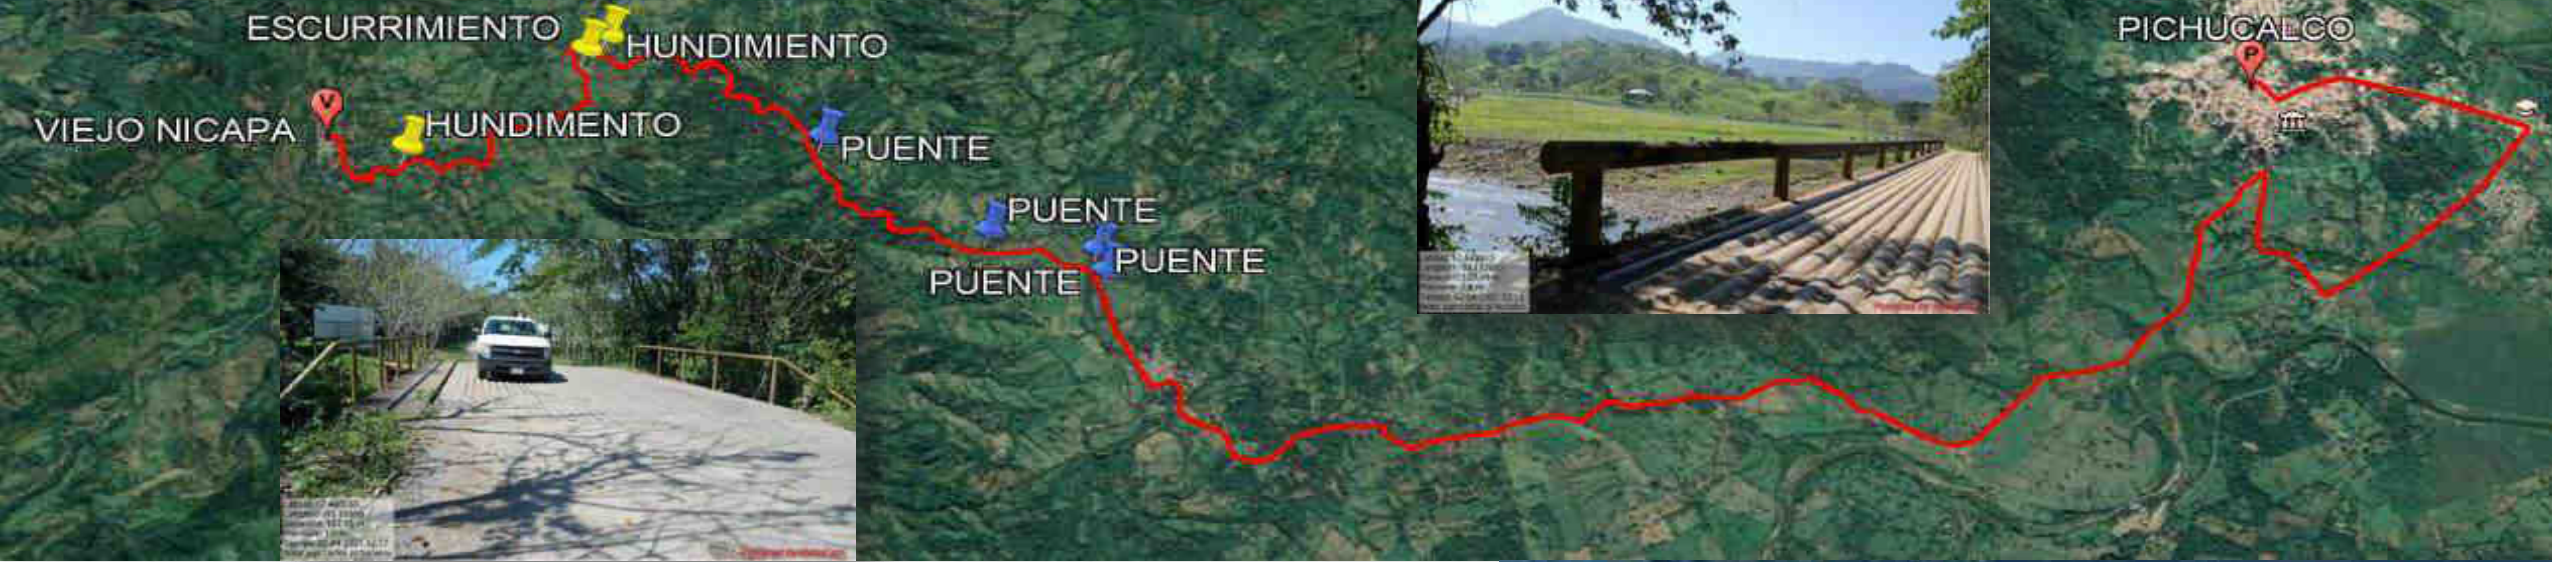 ESCURRIMIENTO
HUNDIMIENTO
VIEJO NICAPA
V
HUNDIMENTO
PUENTE
PUENTE
PUENTE
PUENTE
PICHUCALCO
P